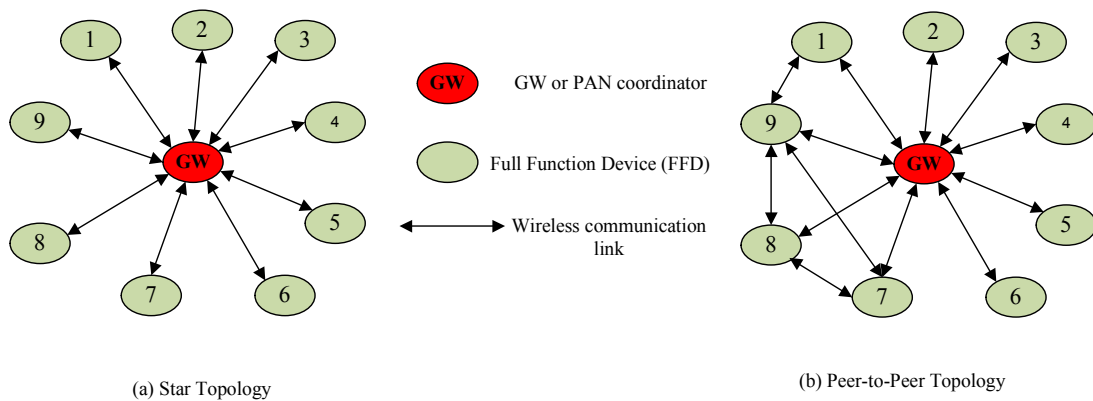 1
2
3
9
GW
4
8
7
6
5
GW
GW or PAN coordinator
Full Function Device (FFD)
Wireless communication
link
1
2
3
9
GW
4
8
7
6
5
(a) Star Topology
(b) Peer-to-Peer Topology